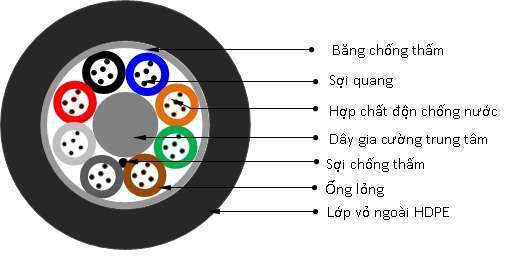 Băng chống thấm
Sợi quang
Hợp chất độn chống nước
Dây gia cường trung tâm
Sợi chống thấm
Ống lỏng
Lớp vỏ ngoài HDPE